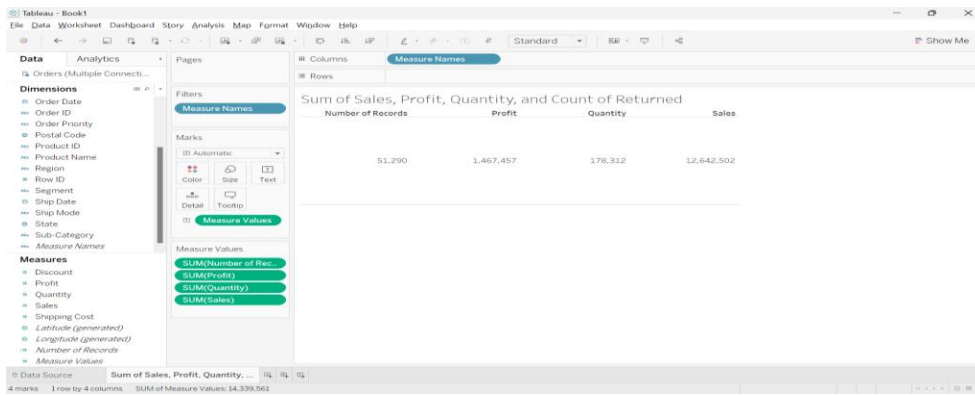 Tableau - Book1
File Data Worksheet Dashboard Story Analysis Map Format Window Help
Standard
Show Me
Data Analytics
Orders (Multiple Connecti...
Dimensions
Order Date
Order ID
Order Priority
Postal Code
Product ID
Product Name
Region
Row ID
Segment
Ship Date
Ship Mode
State
Sub-Category
Measure Names
Measures
Discount
Profit
Quantity
Sales
Shipping Cost
Latitude (generated)
Longitude (generated)
Number of Records
Measure Values
Pages
Filters
Measure Names
Marks
Automatic
Color Size Text
Detail Tooltip
Measure Values
Measure Values
SUM(Number of Rec..
SUM(Profit)
SUM(Quantity)
SUM(Sales)
Columns Measure Names
Rows
Sum of Sales, Profit, Quantity, and Count of Returned
Number of Records Profit Quantity Sales
51,290 1,467,457 178,312 12,642,502
Data Source Sum of Sales, Profit, Quantity, ...
4 marks 1 row by 4 columns SUM of Measure Values: 14,339,561